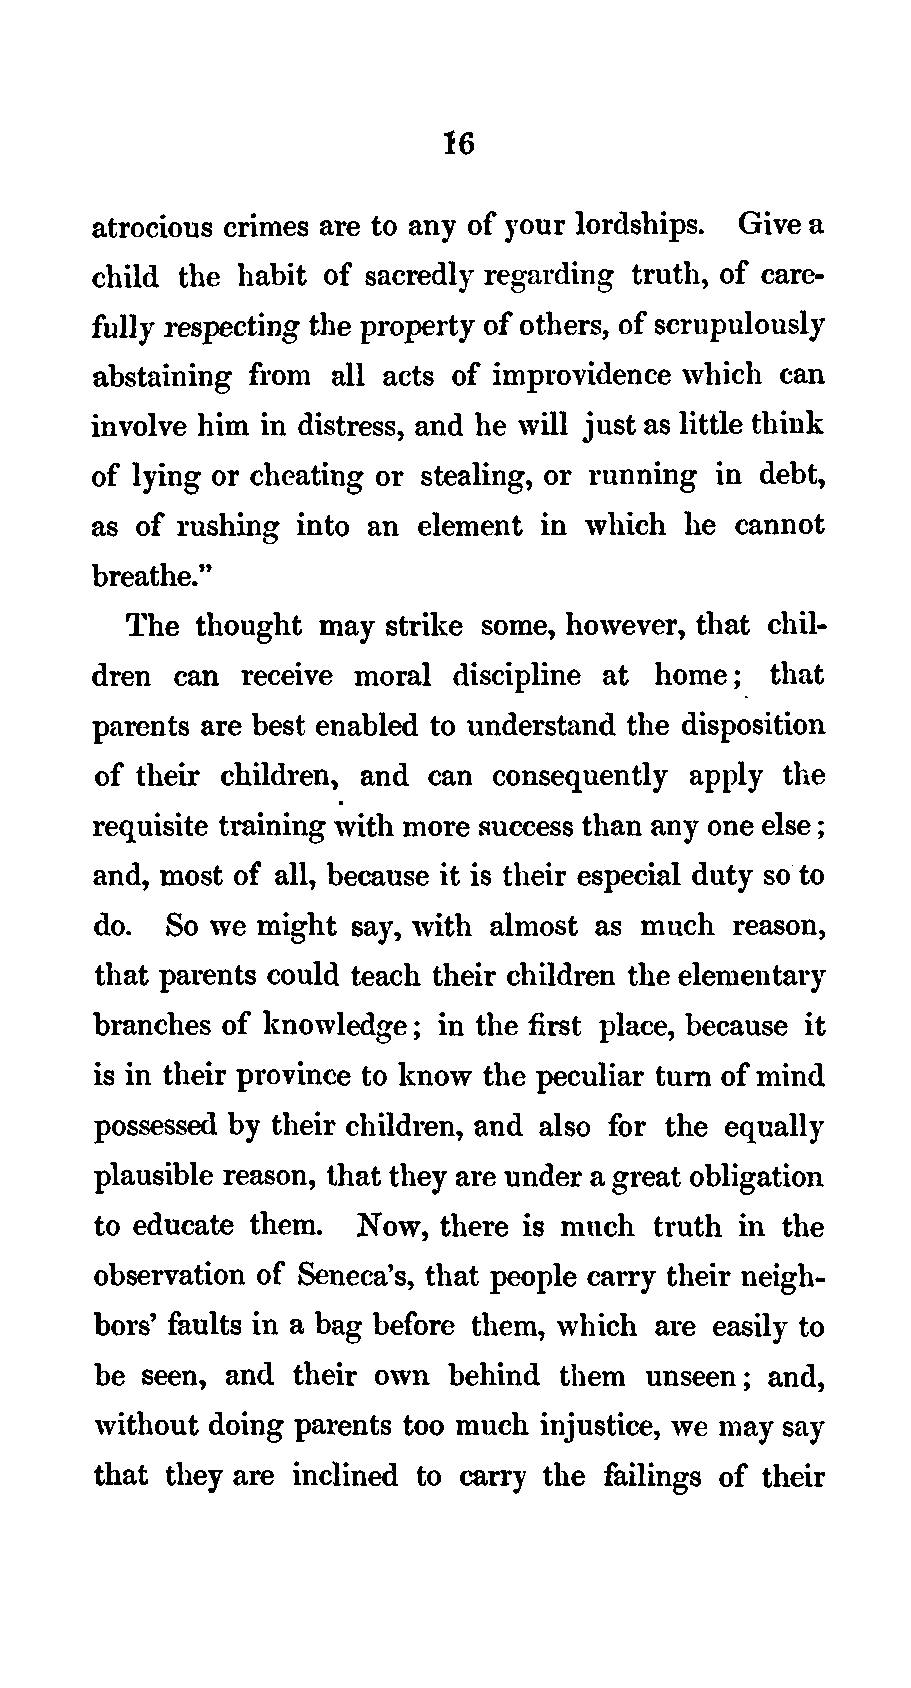 16
atrocious crimes are to any of your lordships. Give a
child the habit of sacredly regarding truth, of care-
fully respecting the property of others, of scrupulously
abstaining from all acts of improvidence which can
involve him in distress, and he will just as little think
of lying or cheating or stealing, or running in debt,
as of rushing into an element in which he cannot
breathe."
The thought may strike some, however, that chil-
dren can receive moral discipline at home; that
parents are best enabled to understand the disposition
of their children, and can consequently apply the
requisite training with more success than any one else;
and, most of all, because it is their especial duty so to
do. So we might say, with almost as much reason,
that parents could teach their children the elementary
branches of knowledge; in the first place, because it
is in their province to know the peculiar turn of mind
possessed by their children, and also for the equally
plausible reason, that they are under a great obligation
to educate them. Now, there is much truth in the
observation of Seneca's, that people carry their neigh-
bors' faults in a bag before them, which are easily to
be seen, and their own behind them unseen; and,
without doing parents too much injustice, we may say
that they are inclined to carry the failings of their